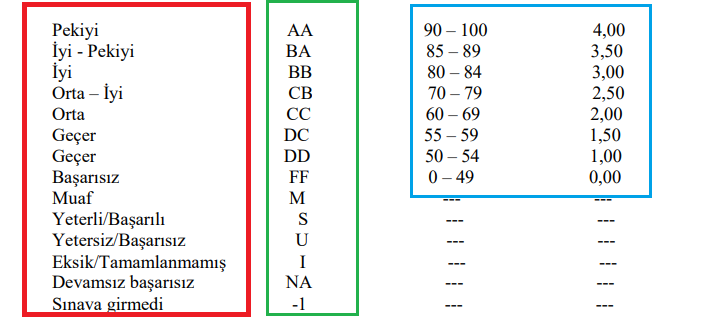 Pekiyi AA 90 – 100 4,00
İyi - Pekiyi BA 85 – 89 3,50
İyi BB 80 – 84 3,00
Orta – İyi CB 70 – 79 2,50
Orta CC 60 – 69 2,00
Geçer DC 55 – 59 1,50
Geçer DD 50 – 54 1,00
Başarısız FF 0 – 49 0,00
Muaf M --- ---
Yeterli/Başarılı S --- ---
Yetersiz/Başarısız U --- ---
Eksik/Tamamlanmamış I --- ---
Devamsız başarısız NA --- ---
Sınava girmedi -1 --- ---